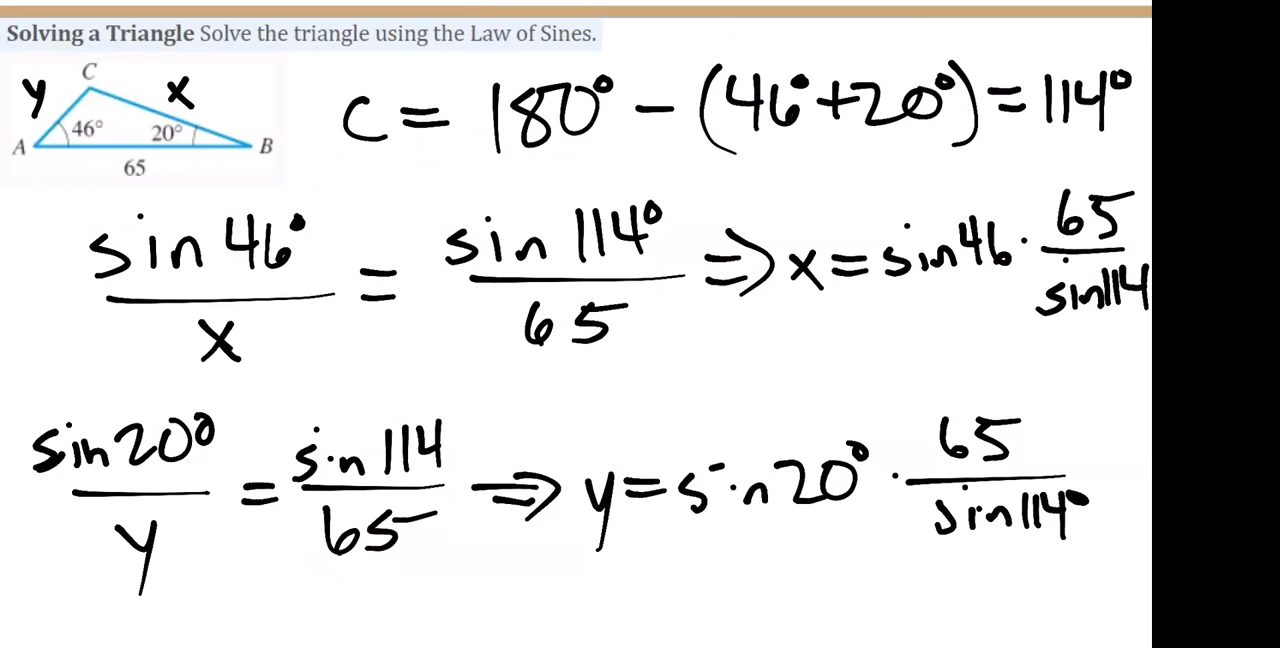 Solving a Triangle Solve the triangle using the Law of Sines.
C
y
x
46°
20°
A
B
65
C = 180° - (46° + 20°) = 114°
sin 46° / x = sin 114° / 65 => x = sin 46 · 65 / sin 114
sin 20° / y = sin 114 / 65 => y = sin 20° · 65 / sin 114°